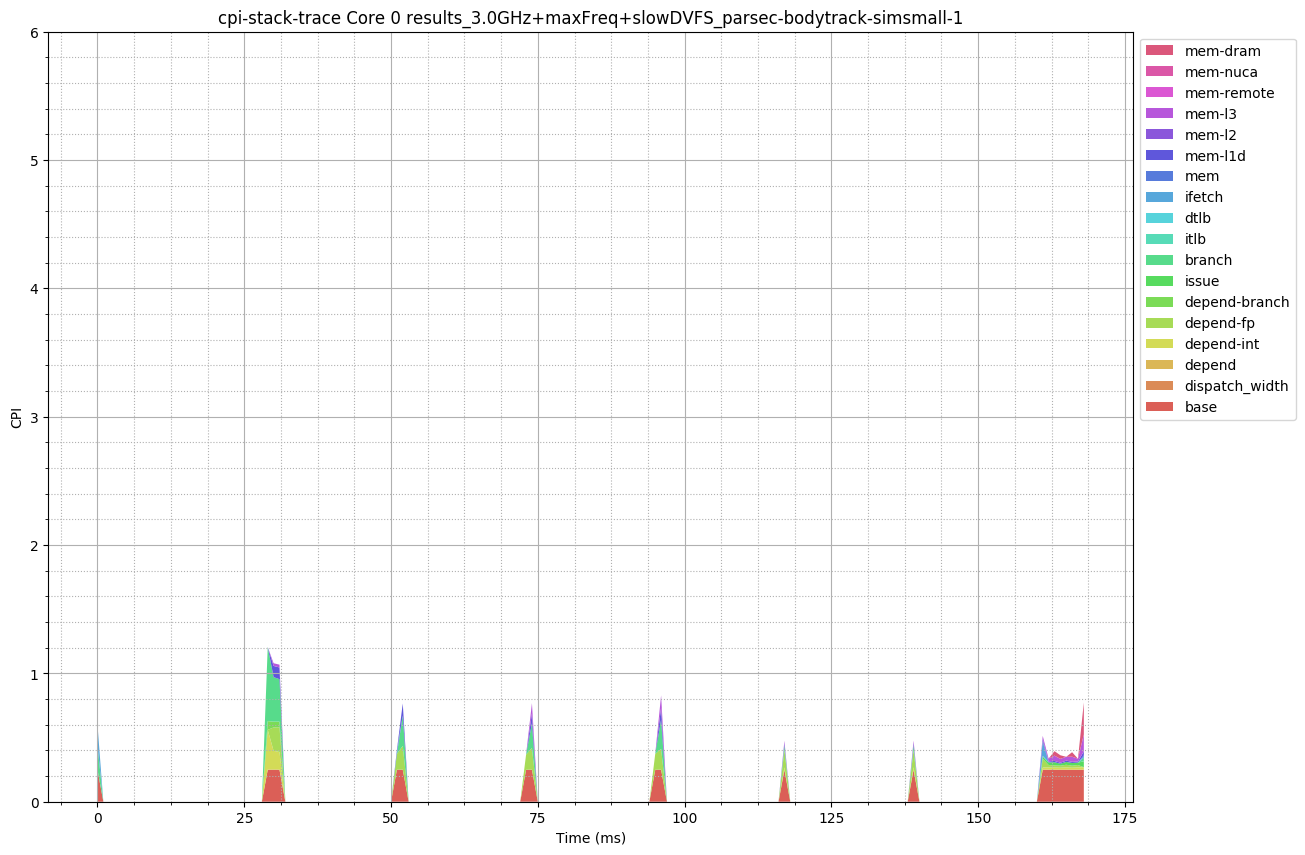 cpi-stack-trace Core 0 results_3.0GHz+maxFreq+slowDVFS_parsec-bodytrack-simsmall-1
6
5
4
3
2
1
0
CPI
0
25
50
75
100
125
150
175
Time (ms)
mem-dram
mem-nuca
mem-remote
mem-l3
mem-l2
mem-l1d
mem
ifetch
dtlb
itlb
branch
issue
depend-branch
depend-fp
depend-int
depend
dispatch_width
base